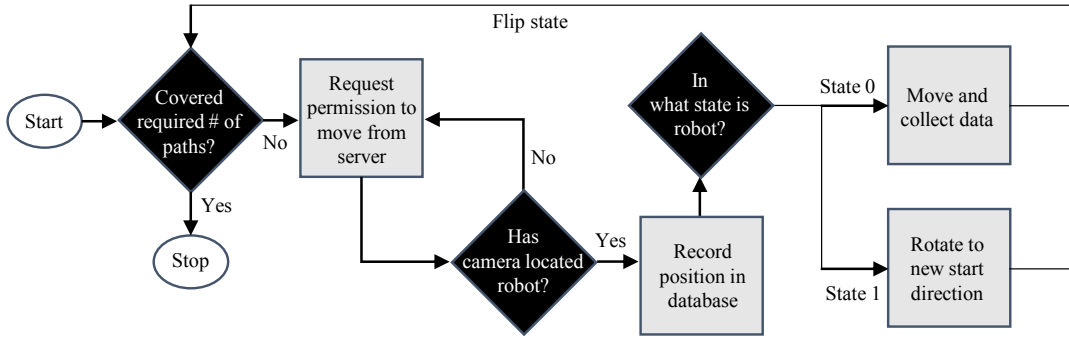 Flip state
Start
Covered
required # of
paths?
No
Yes
Stop
Request
permission to
move from
server
No
Has
camera located
robot?
Yes
Record
position in
database
In
what state is
robot?
State 0
Move and
collect data
State 1
Rotate to
new start
direction